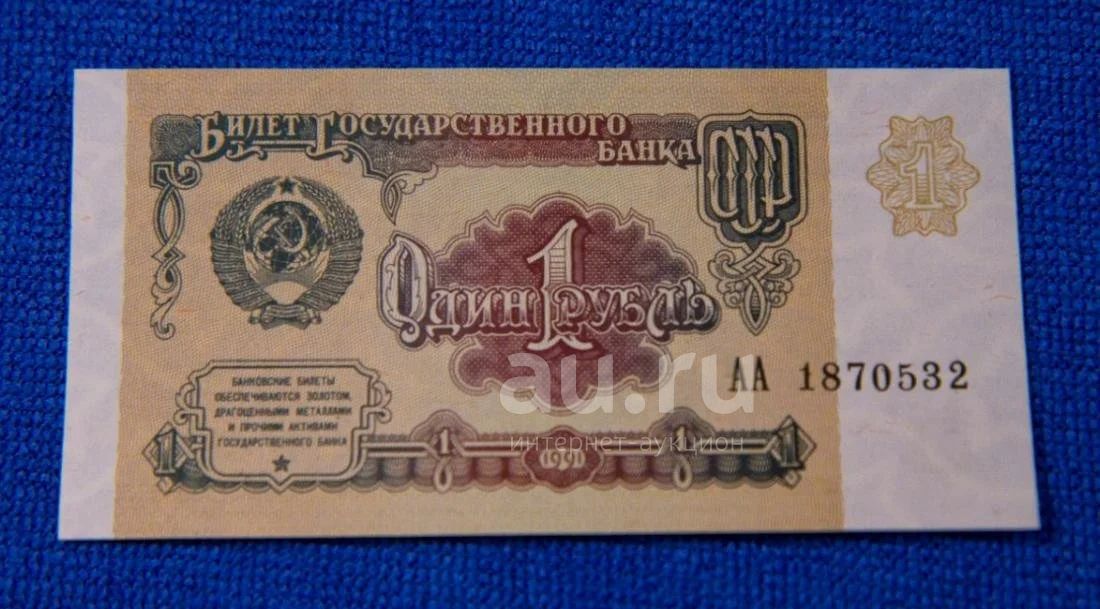 БИЛЕТ ГОСУДАРСТВЕННОГО
БАНКА СССР
1
ОДИН 1 РУБЛЬ
АА 1870532
БАНКОВСКИЕ БИЛЕТЫ
ОБЕСПЕЧИВАЮТСЯ ЗОЛОТОМ,
ДРАГОЦЕННЫМИ МЕТАЛЛАМИ
И ПРОЧИМИ АКТИВАМИ
ГОСУДАРСТВЕННОГО БАНКА
1 1 1991 1 1
au.ru
интернет-аукцион